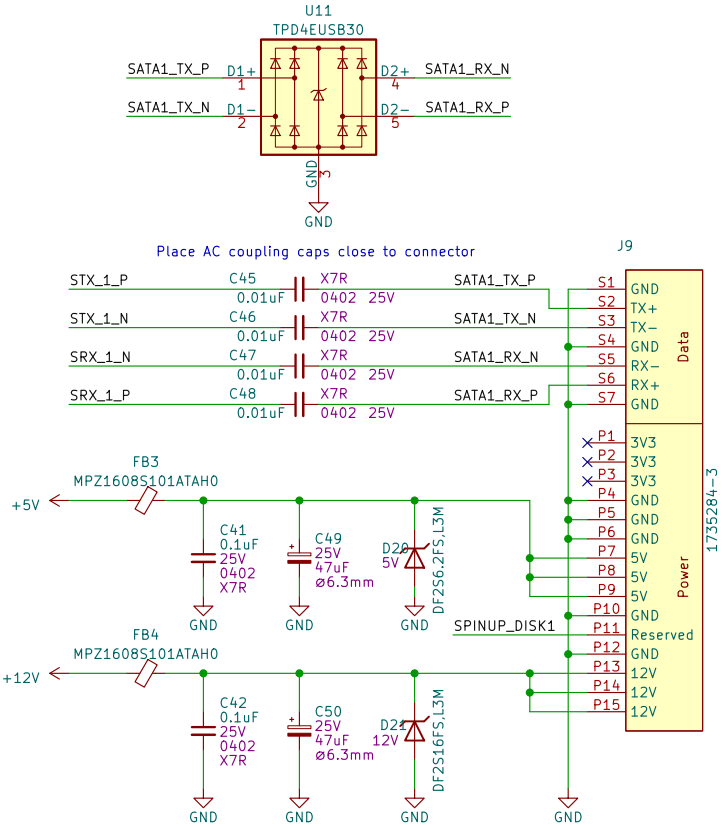 U11
TPD4EUSB30
SATA1_TX_P D1+ D2+ SATA1_RX_N
1 4
SATA1_TX_N D1- D2- SATA1_RX_P
2 5
GND 3
GND
Place AC coupling caps close to connector
J9
STX_1_P C45 X7R SATA1_TX_P S1 GND
0.01uF 0402 25V S2 TX+
STX_1_N C46 X7R SATA1_TX_N S3 TX-
0.01uF 0402 25V S4 GND
SRX_1_N C47 X7R SATA1_RX_N S5 RX-
0.01uF 0402 25V S6 RX+
SRX_1_P C48 X7R SATA1_RX_P S7 GND
0.01uF 0402 25V
Data
P1 3V3
P2 3V3
P3 3V3
P4 GND
P5 GND
P6 GND
P7 5V
P8 5V
P9 5V
P10 GND
SPINUP_DISK1 P11 Reserved
P12 GND
P13 12V
P14 12V
P15 12V
Power
1735284-3
FB3
MPZ1608S101ATAH0
+5V
C41
0.1uF
25V
0402
X7R
GND
+
C49
25V
47uF
⌀6.3mm
GND
D20
5V
DF2S6.2FS,L3M
GND
FB4
MPZ1608S101ATAH0
+12V
C42
0.1uF
25V
0402
X7R
GND
+
C50
25V
47uF
⌀6.3mm
GND
D21
12V
DF2S16FS,L3M
GND
GND